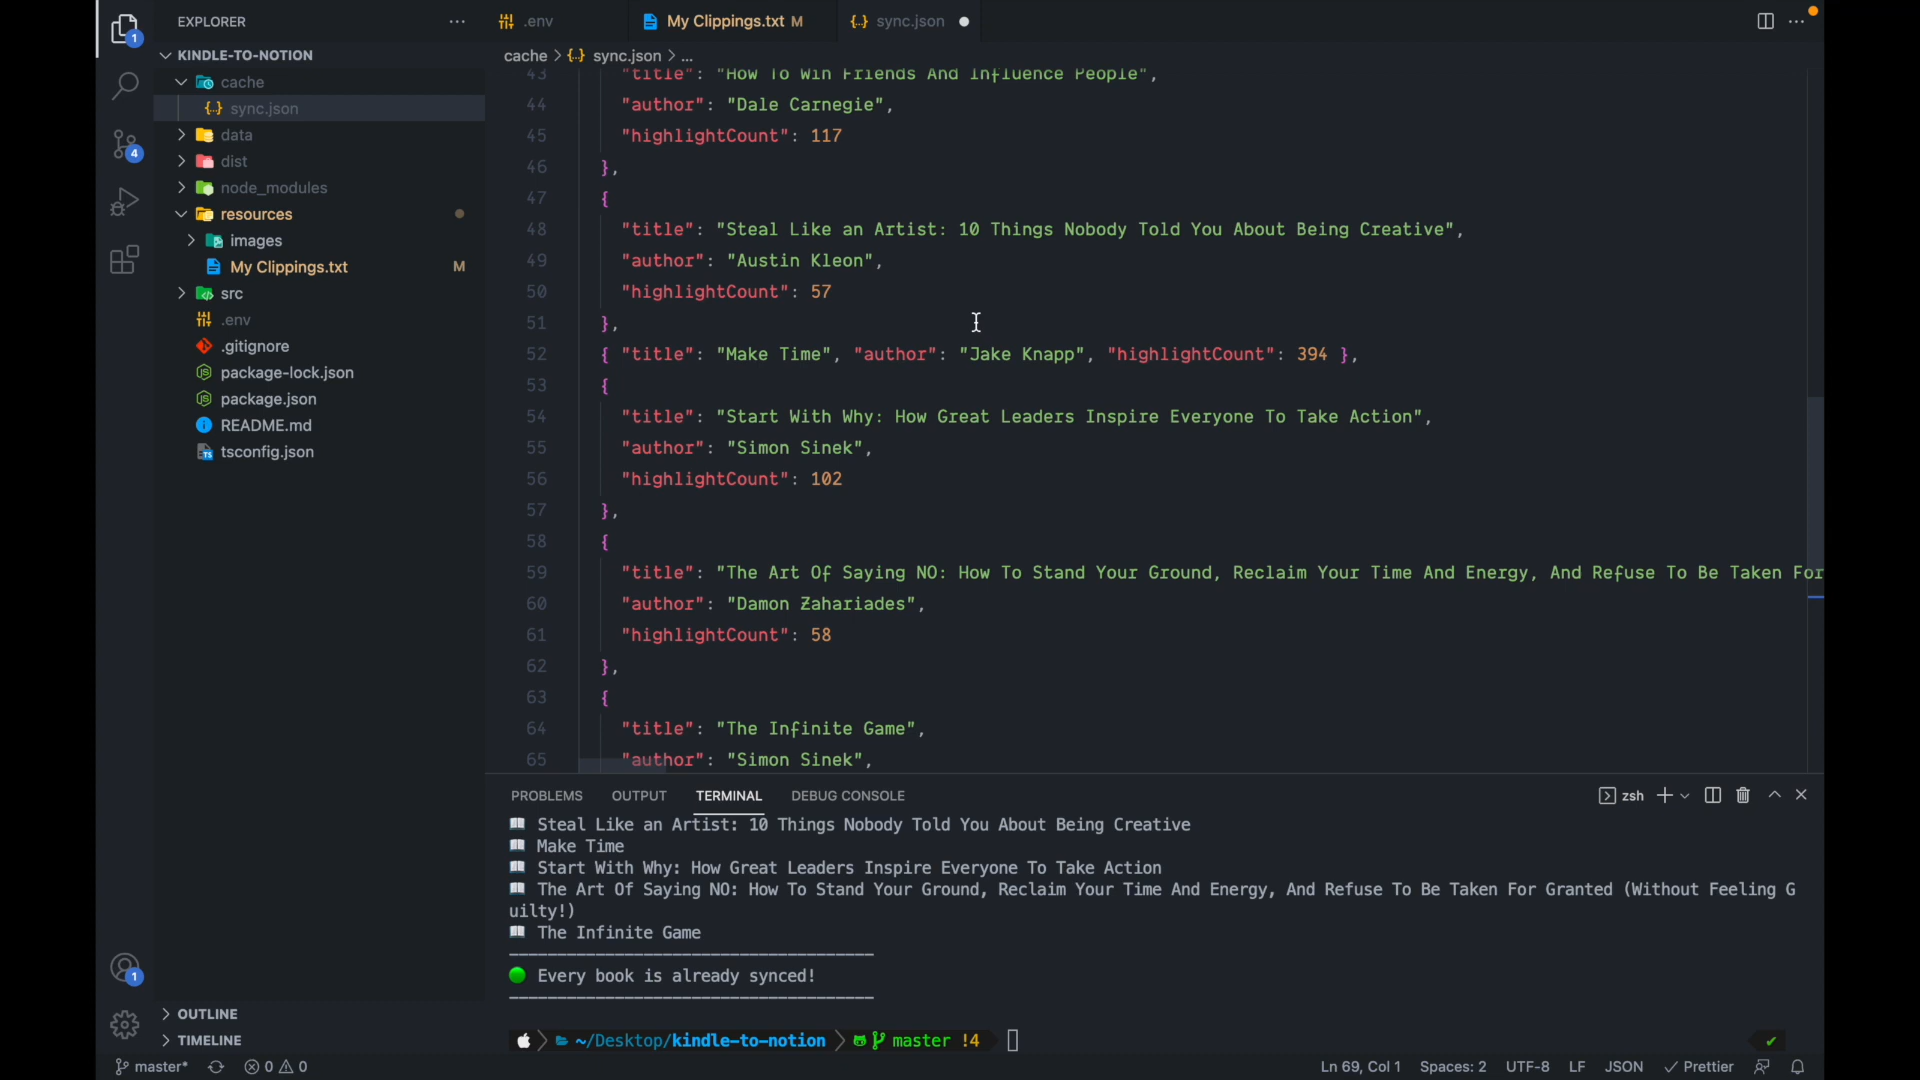 EXPLORER
KINDLE-TO-NOTION
cache
sync.json
data
dist
node_modules
resources
images
My Clippings.txt M
src
.env
.gitignore
package-lock.json
package.json
README.md
tsconfig.json
OUTLINE
TIMELINE
1
4
1
.env
My Clippings.txt M
sync.json
cache > {..} sync.json > ...
43 "title": "How To Win Friends And Influence People",
44 "author": "Dale Carnegie",
45 "highlightCount": 117
46 },
47 {
48 "title": "Steal Like an Artist: 10 Things Nobody Told You About Being Creative",
49 "author": "Austin Kleon",
50 "highlightCount": 57
51 },
52 { "title": "Make Time", "author": "Jake Knapp", "highlightCount": 394 },
53 {
54 "title": "Start With Why: How Great Leaders Inspire Everyone To Take Action",
55 "author": "Simon Sinek",
56 "highlightCount": 102
57 },
58 {
59 "title": "The Art Of Saying NO: How To Stand Your Ground, Reclaim Your Time And Energy, And Refuse To Be Taken For
60 "author": "Damon Zahariades",
61 "highlightCount": 58
62 },
63 {
64 "title": "The Infinite Game",
65 "author": "Simon Sinek",
PROBLEMS OUTPUT TERMINAL DEBUG CONSOLE
zsh
Steal Like an Artist: 10 Things Nobody Told You About Being Creative
Make Time
Start With Why: How Great Leaders Inspire Everyone To Take Action
The Art Of Saying NO: How To Stand Your Ground, Reclaim Your Time And Energy, And Refuse To Be Taken For Granted (Without Feeling G
uilty!)
The Infinite Game
Every book is already synced!
~/Desktop/kindle-to-notion master !4
master* 0 0
Ln 69, Col 1 Spaces: 2 UTF-8 LF JSON Prettier